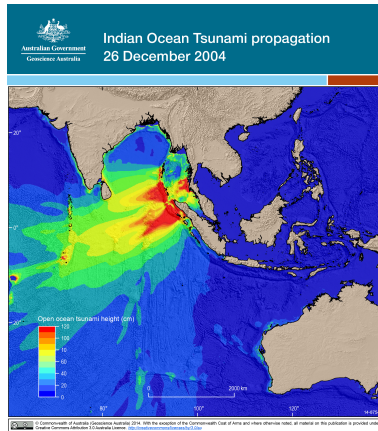 Indian Ocean Tsunami propagation
Australian Government
26 December 2004
Geoscience Australia
20°
0°
Open ocean tsunami height (cm)
20°
120
100
80
60
40
20
0
0
2000 km
80°
100°
120°
14-875
© Commonwealth of Australia (Geoscience Australia) 2014. With the exception of the Commonwealth Coat of Arms and where otherwise noted, all material on this publication is provided under
Creative Commons Attribution 3.0 Australia Licence.